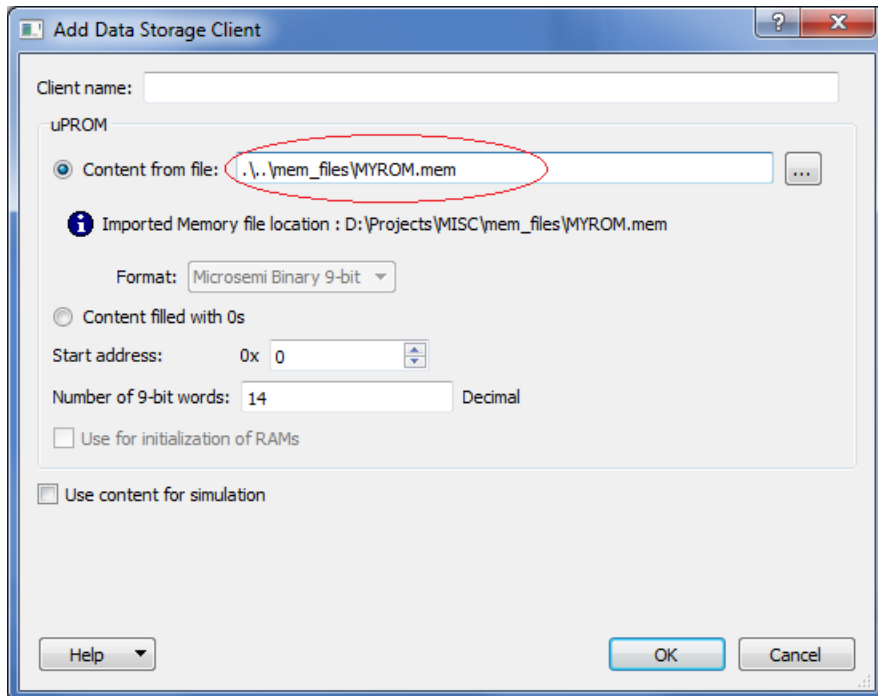 Add Data Storage Client
?
X
Client name:
uPROM
Content from file: .\..\mem_files\MYROM.mem ...
i Imported Memory file location : D:\Projects\MISC\mem_files\MYROM.mem
Format: Microsemi Binary 9-bit
Content filled with 0s
Start address: 0x 0
Number of 9-bit words: 14 Decimal
Use for initialization of RAMs
Use content for simulation
Help OK Cancel